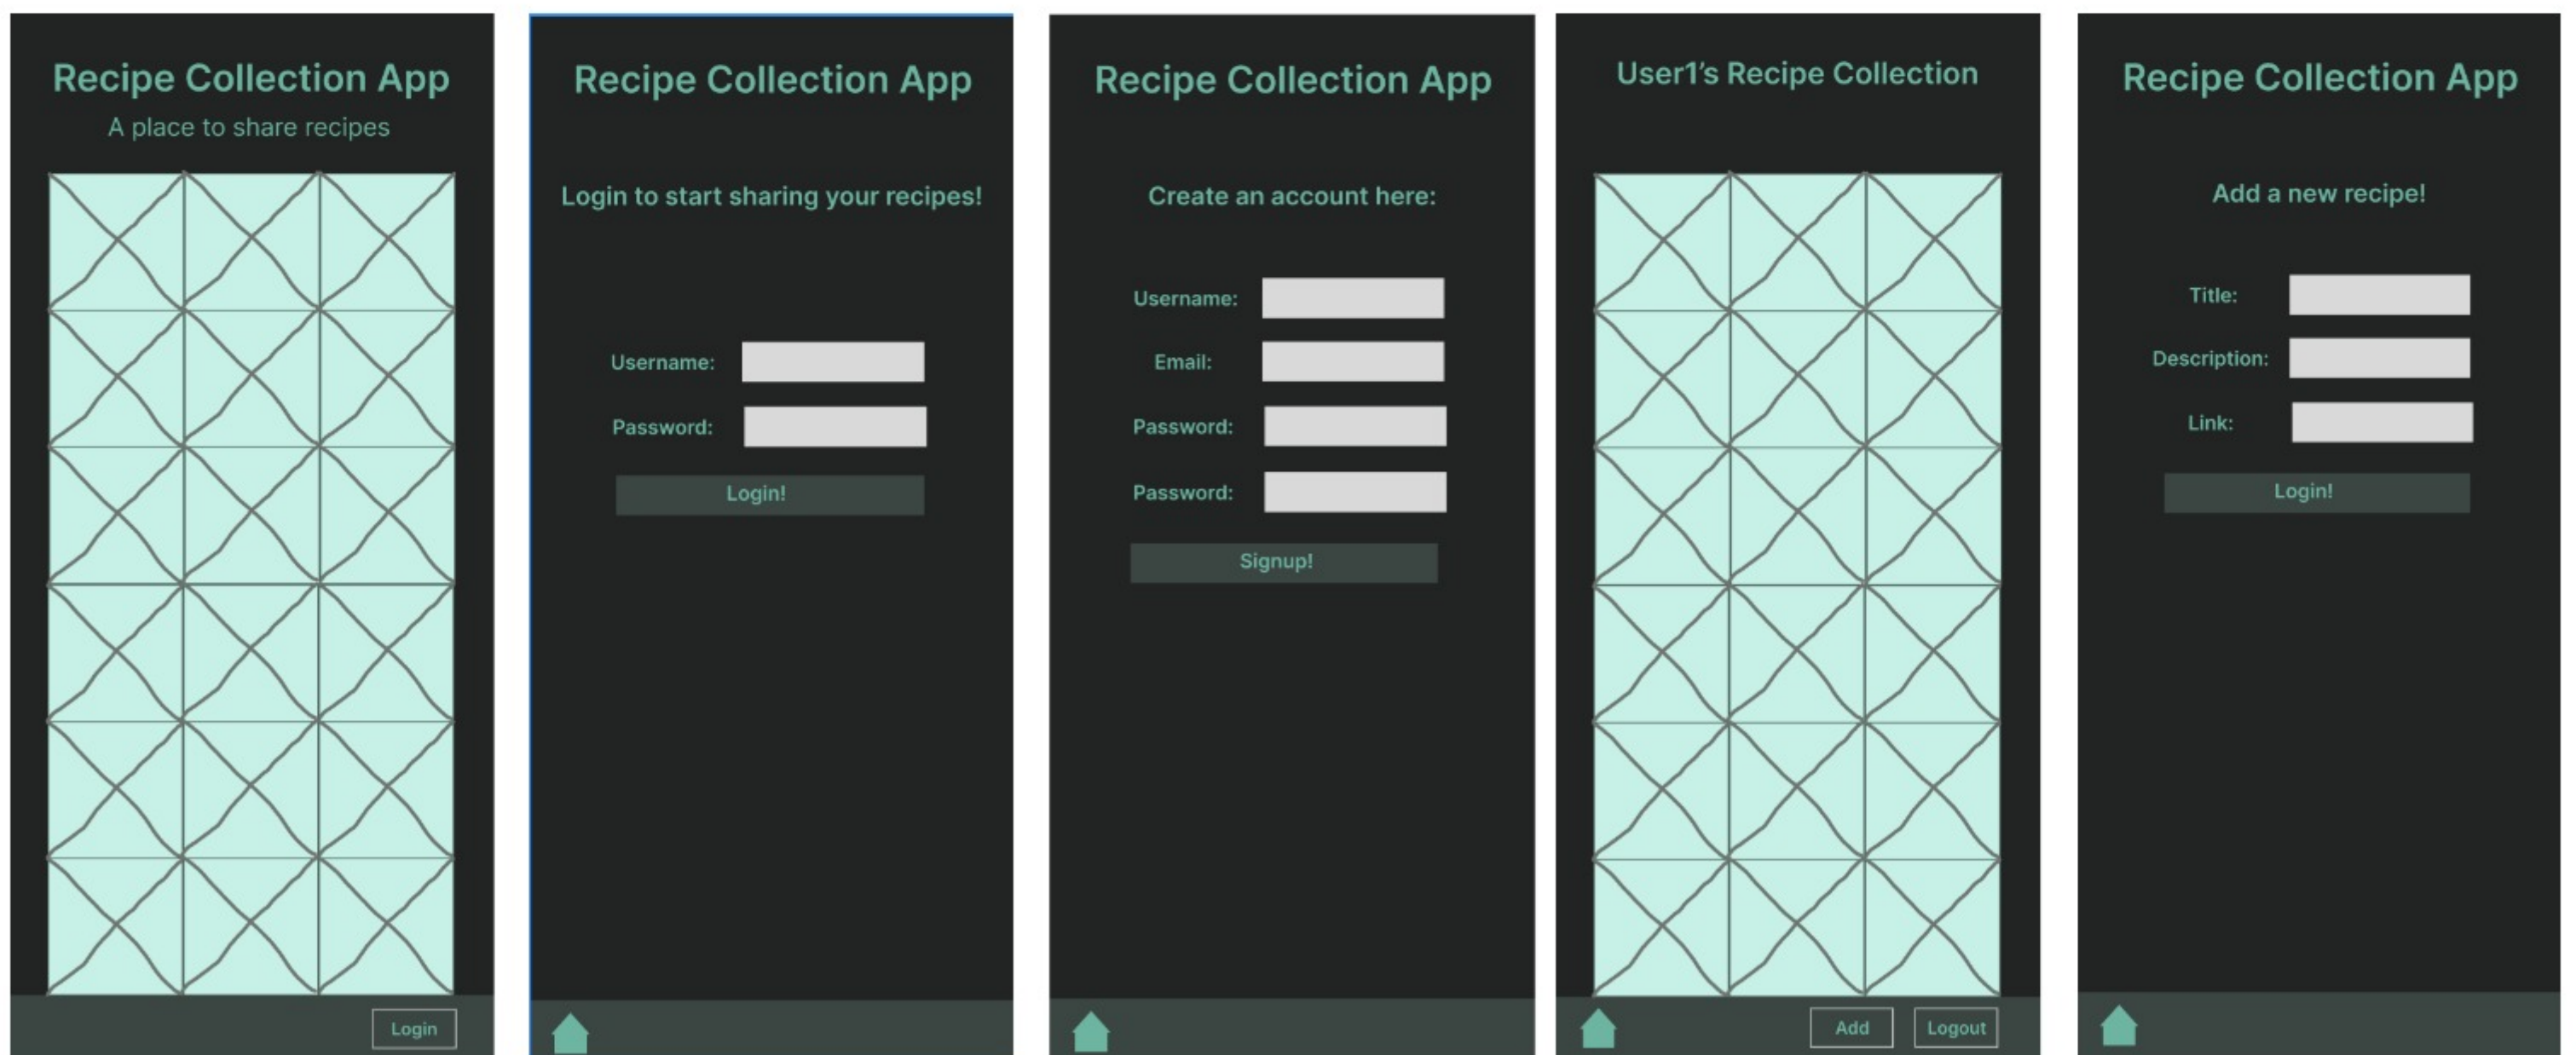 Recipe Collection App
A place to share recipes
Login
Recipe Collection App
Login to start sharing your recipes!
Username:
Password:
Login!
Recipe Collection App
Create an account here:
Username:
Email:
Password:
Password:
Signup!
User1’s Recipe Collection
Add
Logout
Recipe Collection App
Add a new recipe!
Title:
Description:
Link:
Login!